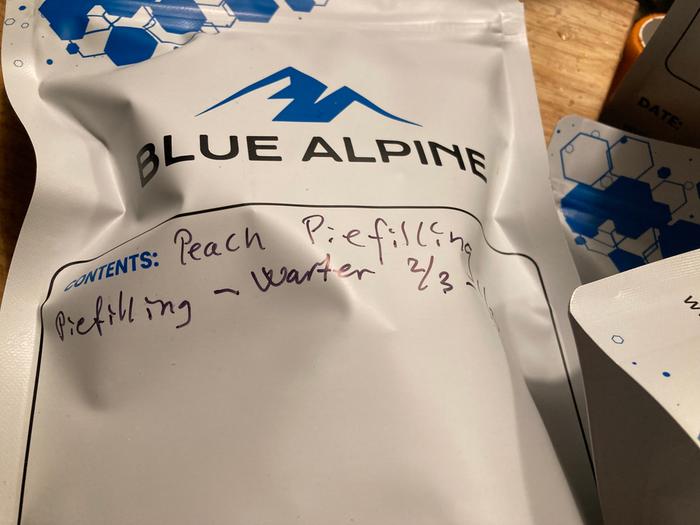 BLUE ALPINE
CONTENTS: Peach Piefilling
Piefilling - Warter 2/3 -
DATE: